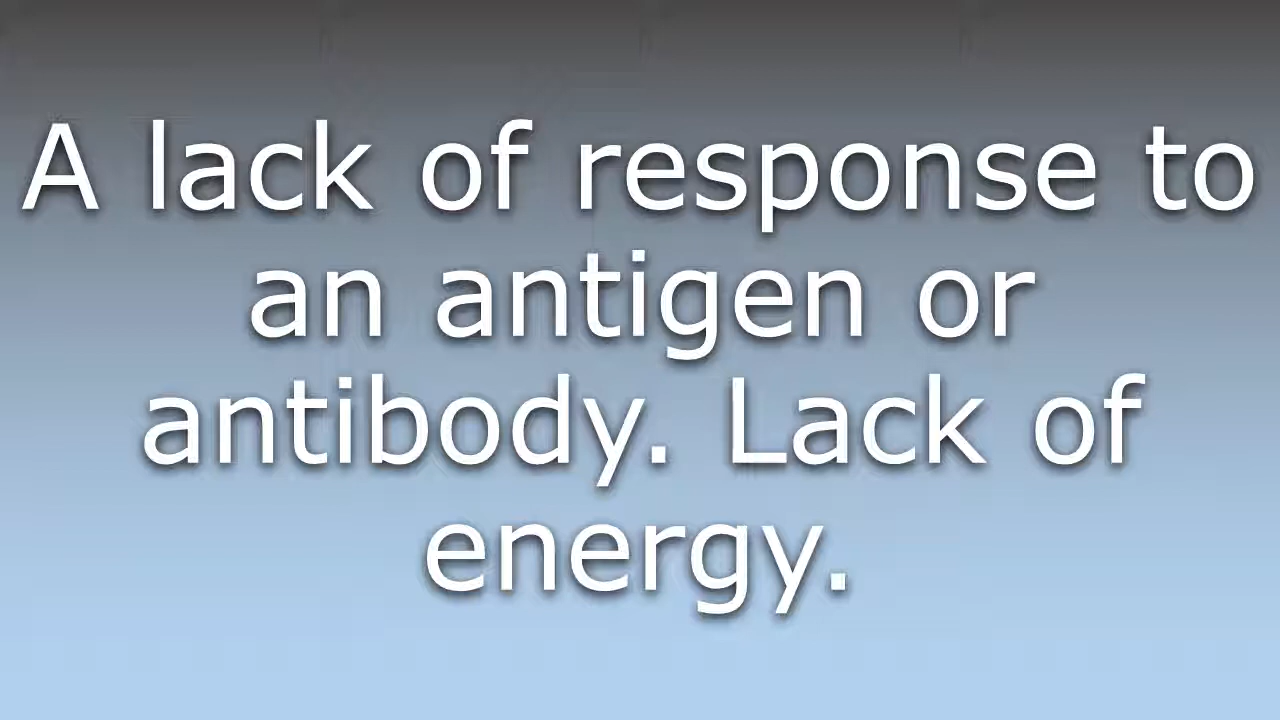 A lack of response to
an antigen or
antibody. Lack of
energy.